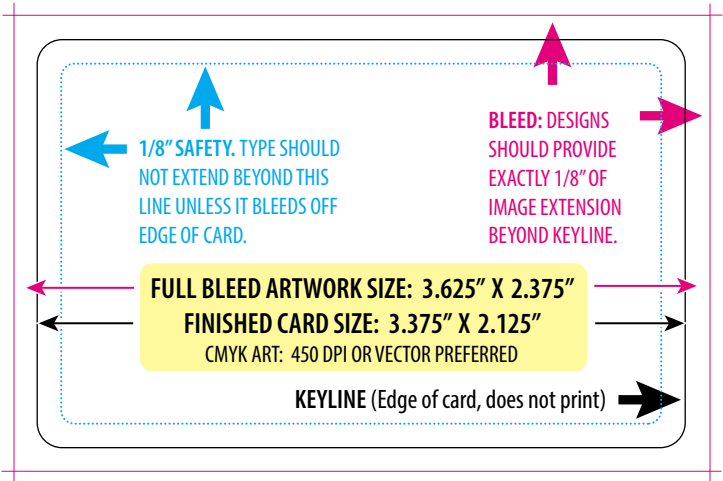 1/8” SAFETY. TYPE SHOULD
NOT EXTEND BEYOND THIS
LINE UNLESS IT BLEEDS OFF
EDGE OF CARD.
BLEED: DESIGNS
SHOULD PROVIDE
EXACTLY 1/8” OF
IMAGE EXTENSION
BEYOND KEYLINE.
FULL BLEED ARTWORK SIZE: 3.625” X 2.375”
FINISHED CARD SIZE: 3.375” X 2.125”
CMYK ART: 450 DPI OR VECTOR PREFERRED
KEYLINE (Edge of card, does not print)